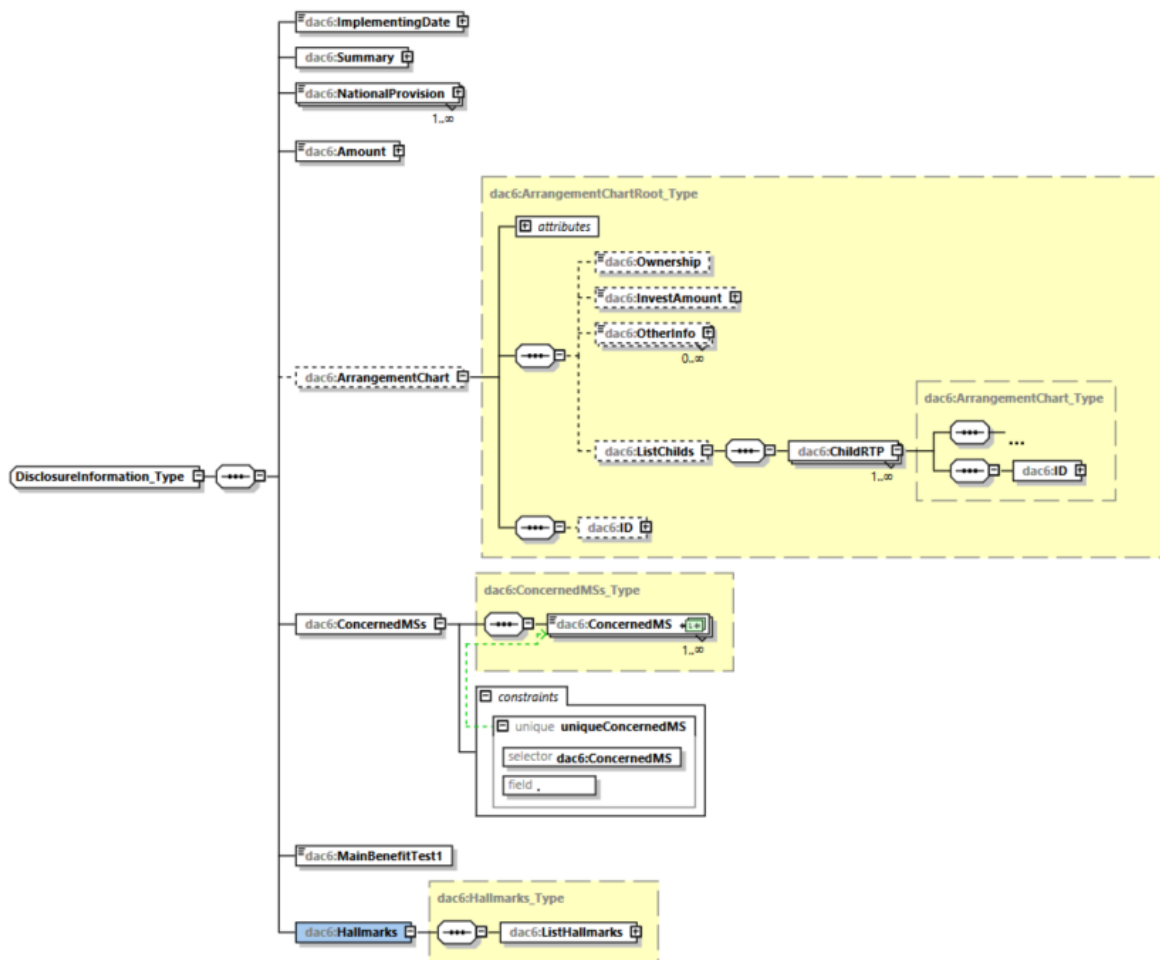 dac6:ImplementingDate
dac6:Summary
dac6:NationalProvision
1..∞
dac6:Amount
dac6:ArrangementChartRoot_Type
attributes
dac6:Ownership
dac6:InvestAmount
dac6:OtherInfo
0..∞
dac6:ArrangementChart
dac6:ArrangementChart_Type
...
dac6:ListChilds
dac6:ChildRTP
1..∞
dac6:ID
DisclosureInformation_Type
dac6:ID
dac6:ConcernedMSs_Type
dac6:ConcernedMSs
dac6:ConcernedMS
1..∞
constraints
unique uniqueConcernedMS
selector dac6:ConcernedMS
field .
dac6:MainBenefitTest1
dac6:Hallmarks_Type
dac6:Hallmarks
dac6:ListHallmarks